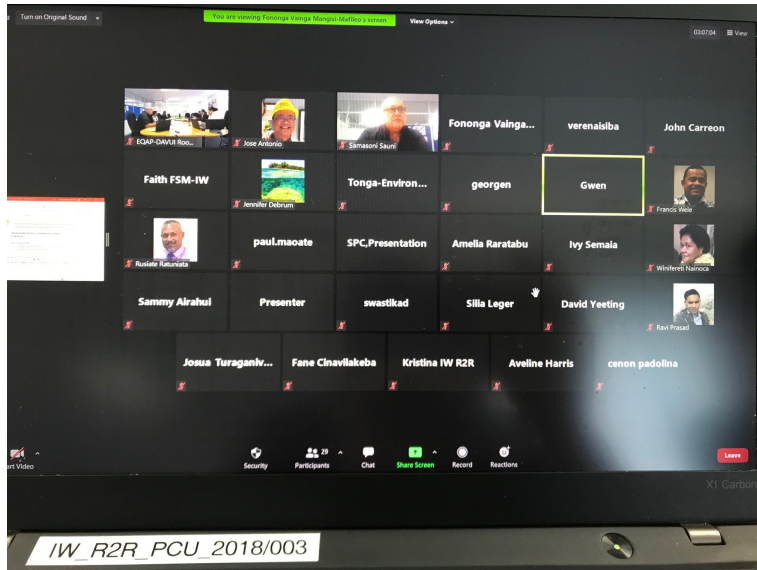 Turn on Original Sound
You are viewing Fononga Vainga Mangisi-Mafileo's screen
View Options
03:07:04
View
EQAP-DAVUI Roo...
Jose Antonio
Samasoni Sauni
Fononga Vainga...
verenaisiba
John Carreon
Faith FSM-IW
Jennifer Debrum
Tonga-Environ...
georgen
Gwen
Francis Wele
Rusiate Ratuniata
paul.maoate
SPC,Presentation
Amelia Raratabu
Ivy Semaia
Winifereti Nainoca
Sammy Airahui
Presenter
swastikad
Silia Leger
David Yeeting
Ravi Prasad
Josua Turaganiv...
Fane Cinavilakeba
Kristina IW R2R
Aveline Harris
cenon padolina
art Video
Security
29
Participants
Chat
Share Screen
Record
Reactions
Leave
X1 Carbon
IW_R2R_PCU_2018/003